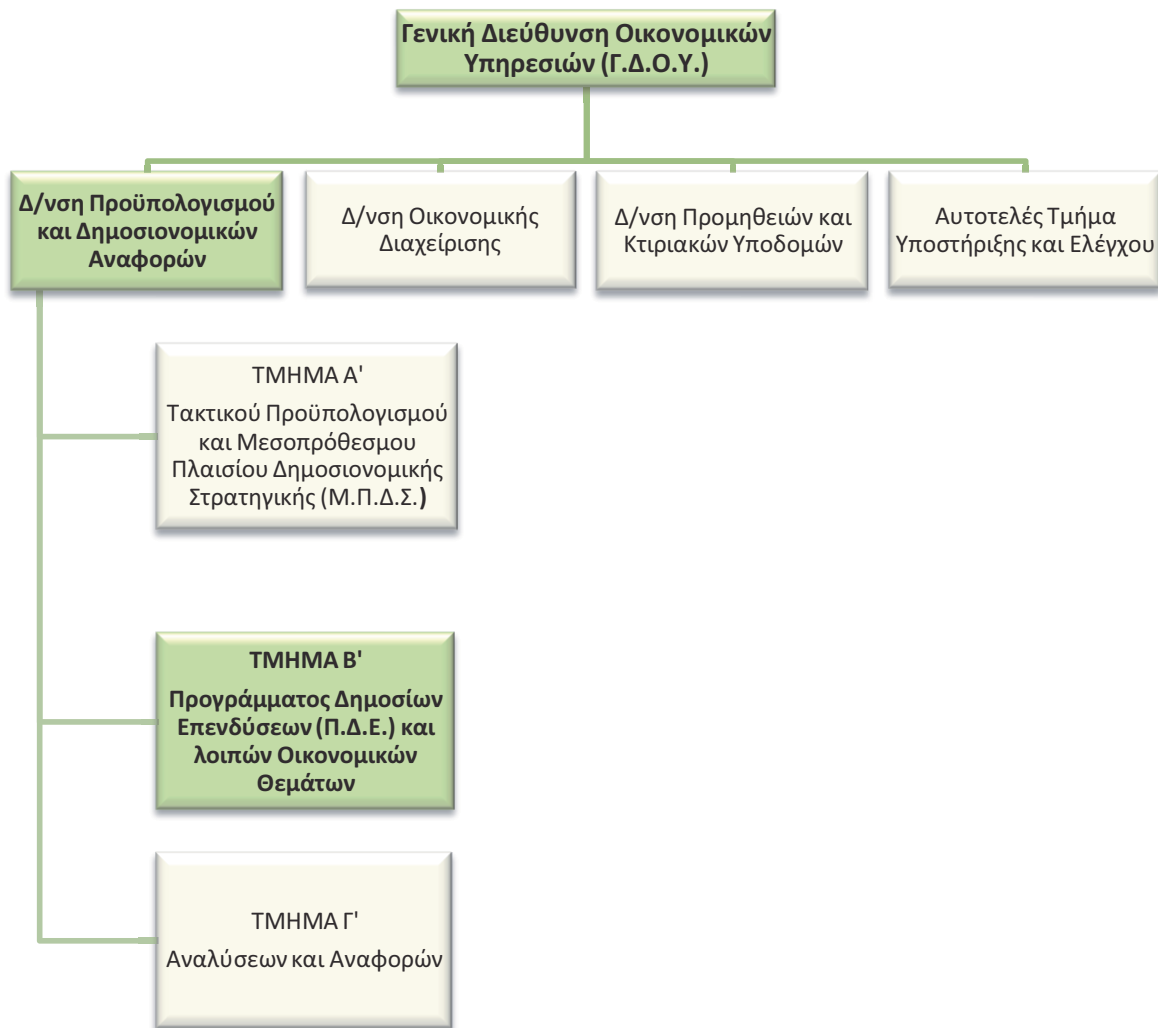 Γενική Διεύθυνση Οικονομικών
Υπηρεσιών (Γ.Δ.Ο.Υ.)
Δ/νση Προϋπολογισμού
και Δημοσιονομικών
Αναφορών
Δ/νση Οικονομικής
Διαχείρισης
Δ/νση Προμηθειών και
Κτιριακών Υποδομών
Αυτοτελές Τμήμα
Υποστήριξης και Ελέγχου
ΤΜΗΜΑ Α'
Τακτικού Προϋπολογισμού
και Μεσοπρόθεσμου
Πλαισίου Δημοσιονομικής
Στρατηγικής (Μ.Π.Δ.Σ.)
ΤΜΗΜΑ Β'
Προγράμματος Δημοσίων
Επενδύσεων (Π.Δ.Ε.) και
λοιπών Οικονομικών
Θεμάτων
ΤΜΗΜΑ Γ'
Αναλύσεων και Αναφορών